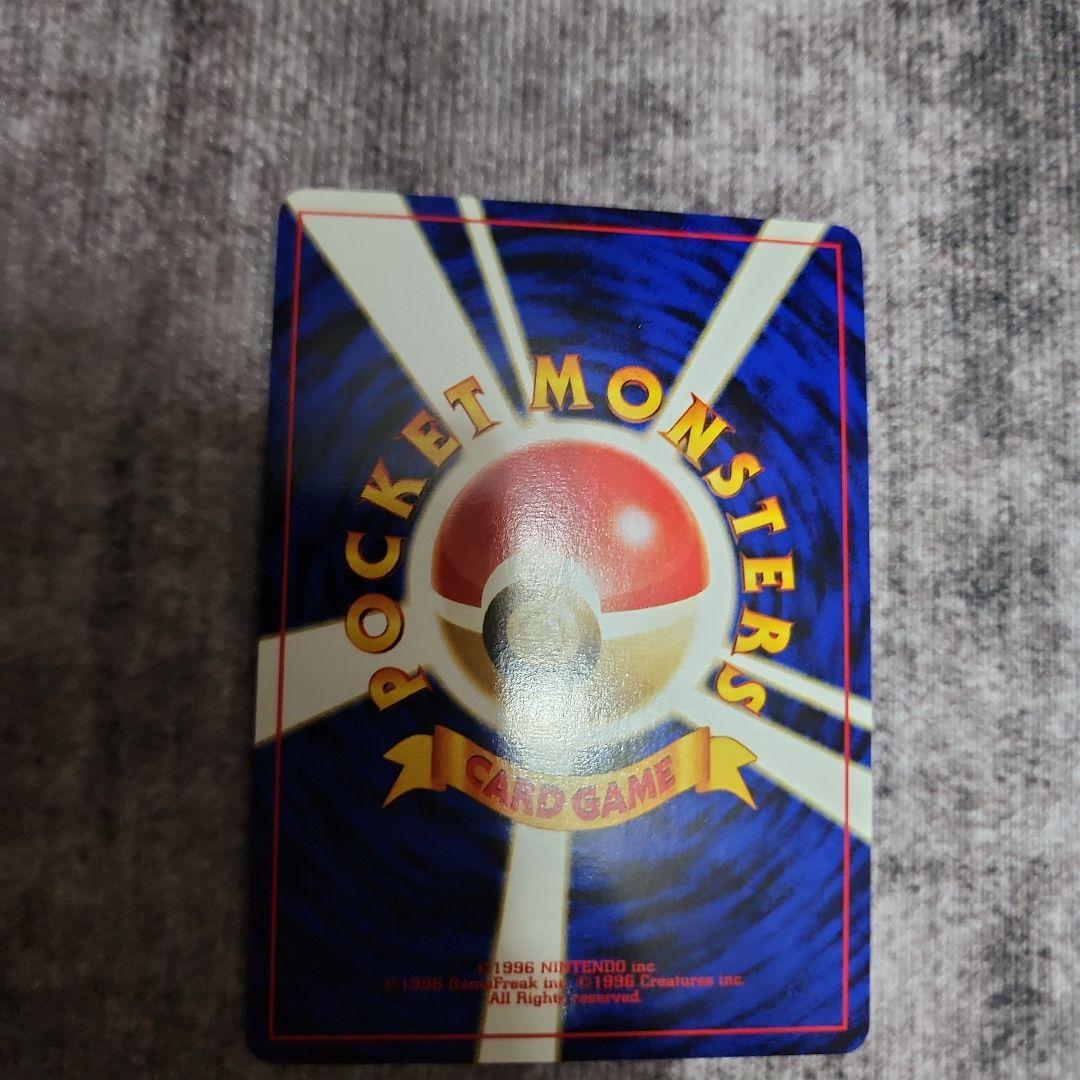 POCKET MONSTERS
CARD GAME
©1996 NINTENDO inc.
©1996 GameFreak inc. ©1996 Creatures inc.
All Rights reserved.